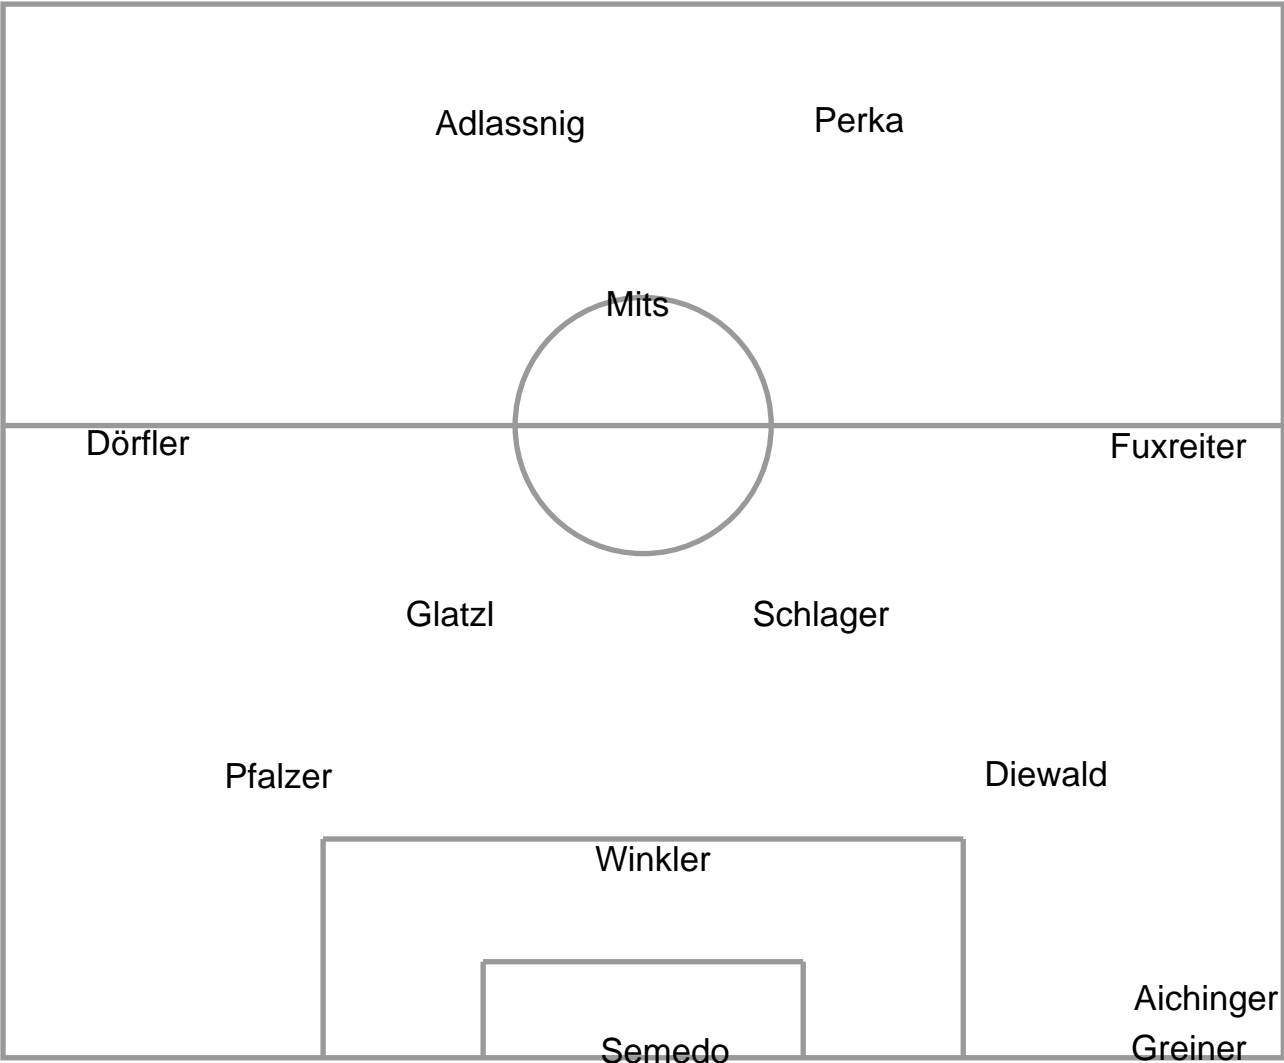 Adlassnig
Perka
Mits
Dörfler
Fuxreiter
Glatzl
Schlager
Pfalzer
Diewald
Winkler
Aichinger
Semedo
Greiner